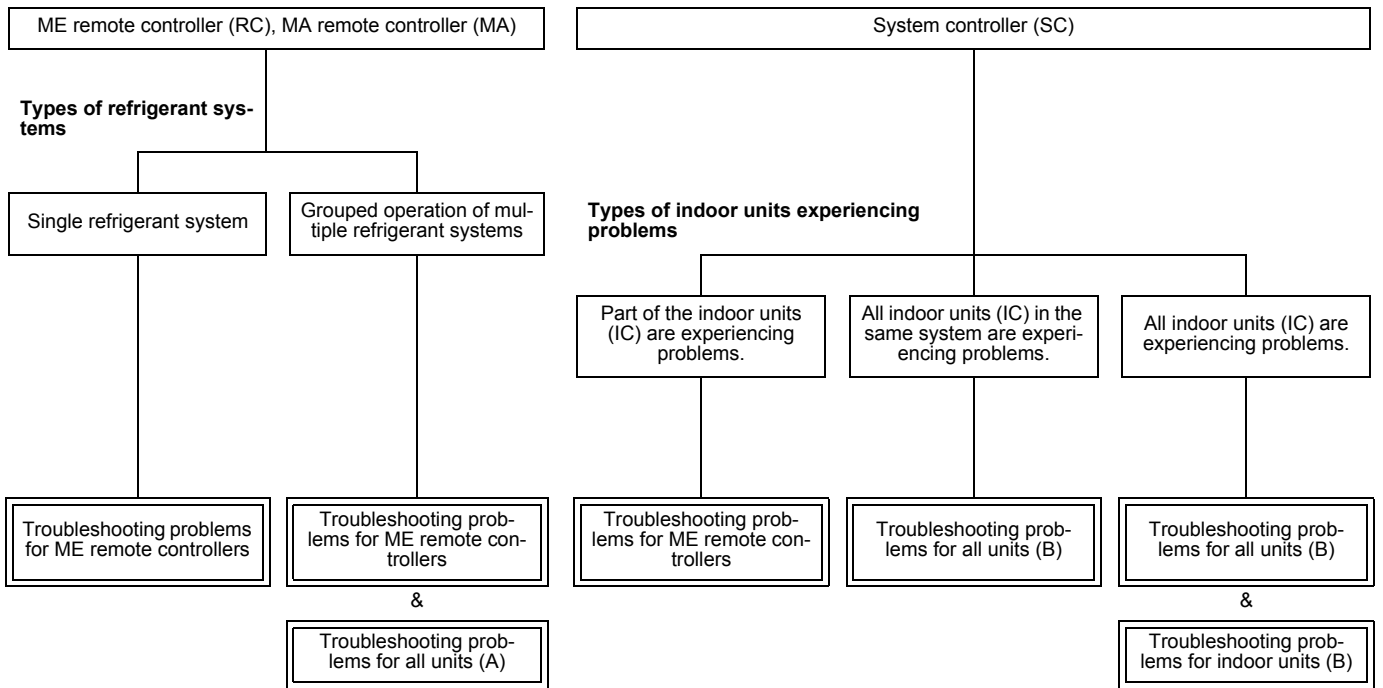 ME remote controller (RC), MA remote controller (MA)
System controller (SC)
Types of refrigerant sys-
tems
Single refrigerant system
Grouped operation of mul-
tiple refrigerant systems
Types of indoor units experiencing
problems
Part of the indoor units
(IC) are experiencing
problems.
All indoor units (IC) in the
same system are experi-
encing problems.
All indoor units (IC) are
experiencing problems.
Troubleshooting problems
for ME remote controllers
Troubleshooting prob-
lems for ME remote con-
trollers
&
Troubleshooting prob-
lems for all units (A)
Troubleshooting prob-
lems for ME remote con-
trollers
Troubleshooting prob-
lems for all units (B)
Troubleshooting prob-
lems for all units (B)
&
Troubleshooting prob-
lems for indoor units (B)